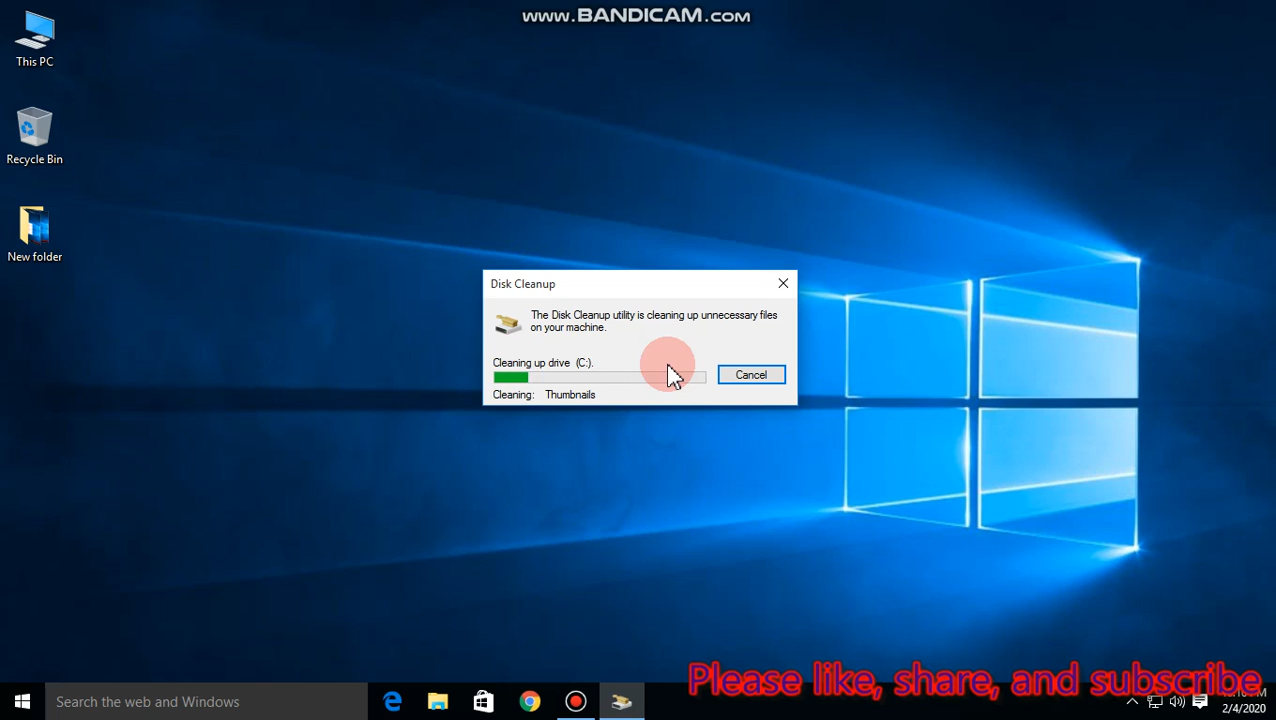 www.BANDICAM.com
This PC
Recycle Bin
New folder
Disk Cleanup
The Disk Cleanup utility is cleaning up unnecessary files
on your machine.
Cleaning up drive (C:).
Cancel
Cleaning: Thumbnails
Please like, share, and subscribe
Search the web and Windows
2/4/2020